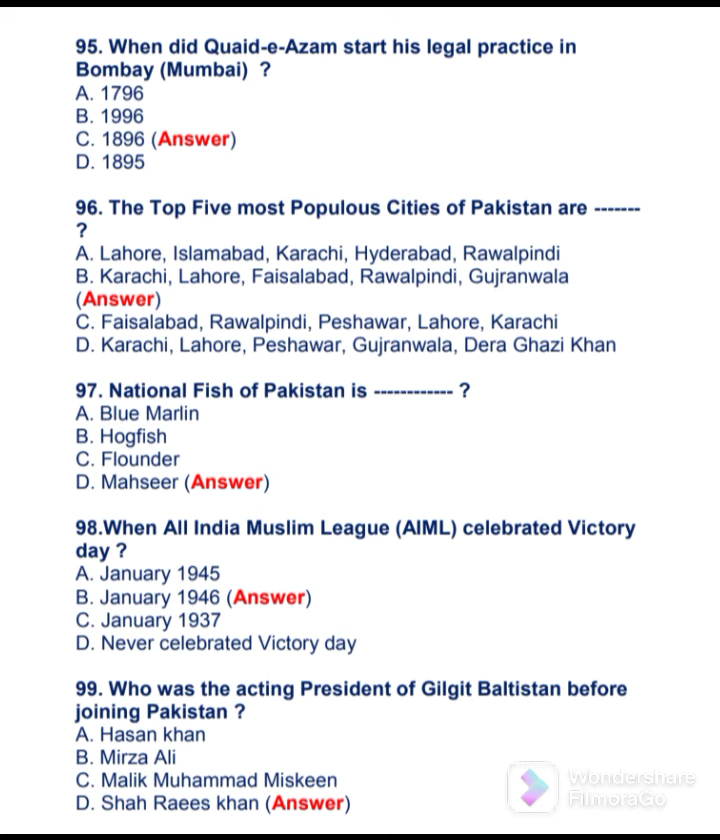 95. When did Quaid-e-Azam start his legal practice in
Bombay (Mumbai)  ?
A. 1796
B. 1996
C. 1896 (Answer)
D. 1895
96. The Top Five most Populous Cities of Pakistan are -------
?
A. Lahore, Islamabad, Karachi, Hyderabad, Rawalpindi
B. Karachi, Lahore, Faisalabad, Rawalpindi, Gujranwala
(Answer)
C. Faisalabad, Rawalpindi, Peshawar, Lahore, Karachi
D. Karachi, Lahore, Peshawar, Gujranwala, Dera Ghazi Khan
97. National Fish of Pakistan is ------------ ?
A. Blue Marlin
B. Hogfish
C. Flounder
D. Mahseer (Answer)
98.When All India Muslim League (AIML) celebrated Victory
day ?
A. January 1945
B. January 1946 (Answer)
C. January 1937
D. Never celebrated Victory day
99. Who was the acting President of Gilgit Baltistan before
joining Pakistan ?
A. Hasan khan
B. Mirza Ali
C. Malik Muhammad Miskeen
D. Shah Raees khan (Answer)
Wondershare
FilmoraGo